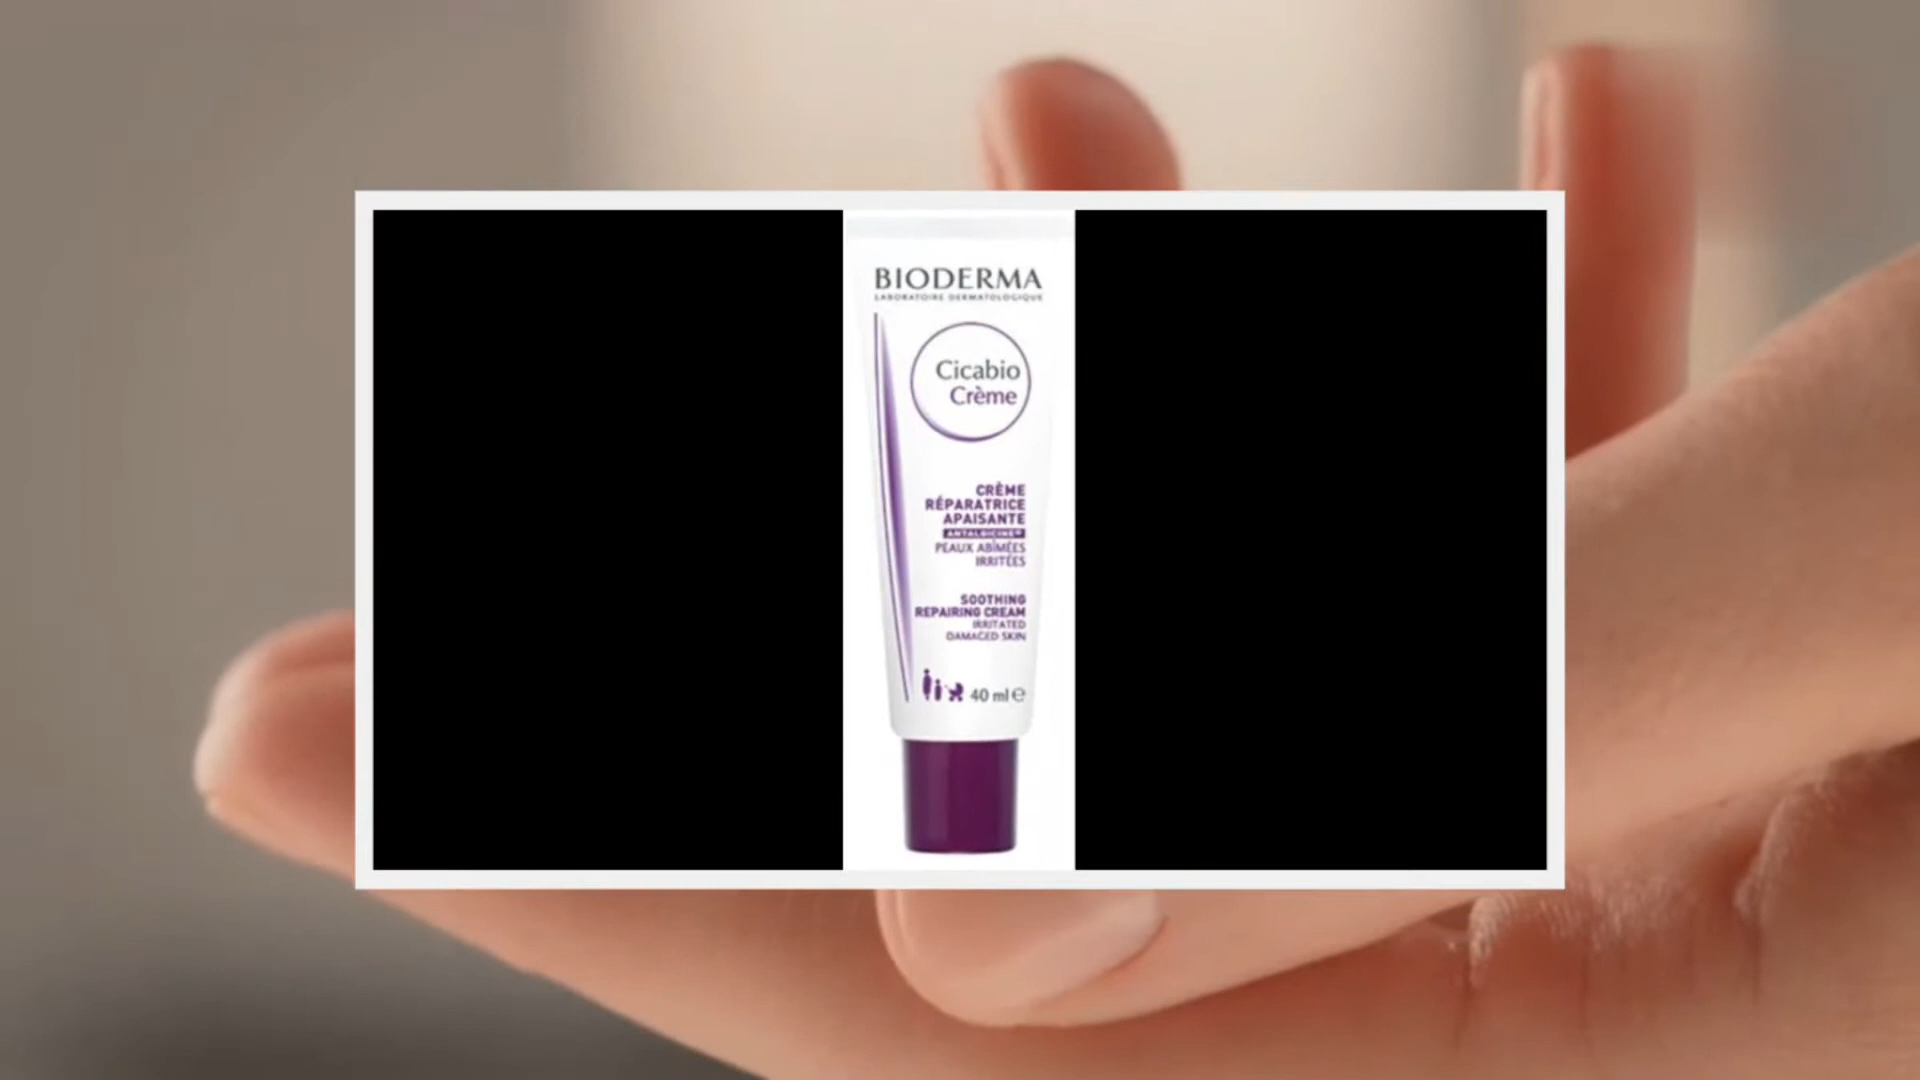 BIODERMA
LABORATOIRE DERMATOLOGIQUE
Cicabio
Crème
CRÈME
RÉPARATRICE
APAISANTE
ANTALGICINE™
PEAUX ABÎMÉES
IRRITÉES
SOOTHING
REPAIRING CREAM
IRRITATED
DAMAGED SKIN
40 ml e